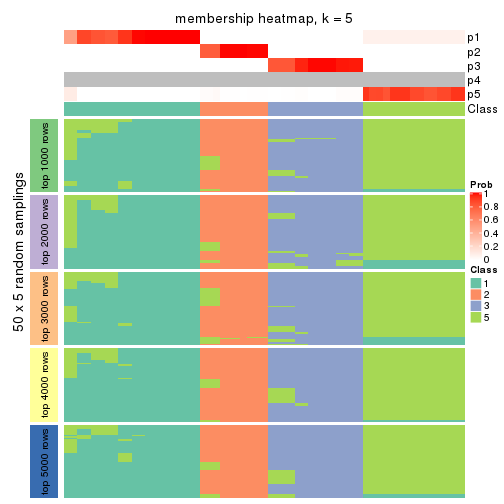 membership heatmap, k = 5
p1
p2
p3
p4
p5
Class
50 x 5 random samplings
top 1000 rows
top 2000 rows
top 3000 rows
top 4000 rows
top 5000 rows
Prob
1
0.8
0.6
0.4
0.2
0
Class
1
2
3
5